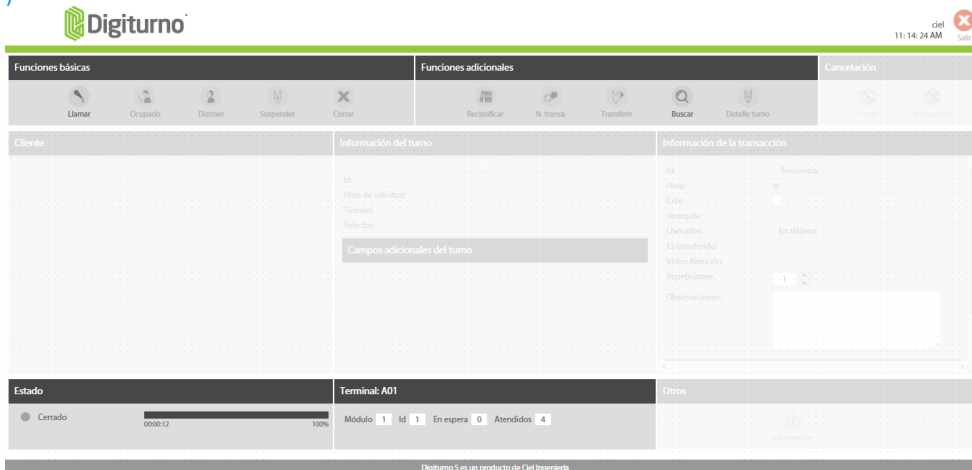 Digiturno
ciel
11: 14: 24 AM
Salir
Funciones básicas
Funciones adicionales
Cancelación
Llamar
Ocupado
Distraer
Suspender
Cerrar
Reclasificar
N. transa.
Transferir
Buscar
Detalle turno
Turno
Transacción
Cliente
Información del turno
Información de la transacción
Id:
Hora de solicitud:
Tiempo:
Selector:
Campos adicionales del turno
Id: Secuencia:
Hora: 0
Cola:
Jerarquía:
Llamados: En tablero:
Es transferido:
Video Atención
Repeticiones: 1
Observaciones:
Estado
Terminal: A01
Otros
Cerrado
00:00:12 100%
Módulo 1 Id 1 En espera 0 Atendidos 4
Digiturno 5 es un producto de Ciel Ingeniería